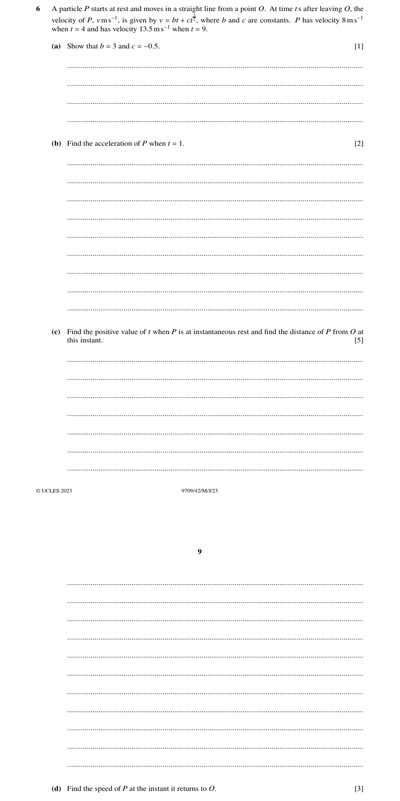 6 A particle P starts at rest and moves in a straight line from a point O. At time t s after leaving O, the
velocity of P, v m s⁻¹, is given by v = bt + ct^{3/2}, where b and c are constants. P has velocity 8 m s⁻¹
when t = 4 and has velocity 13.5 m s⁻¹ when t = 9.
(a) Show that b = 3 and c = −0.5. [1]
(b) Find the acceleration of P when t = 1. [2]
(c) Find the positive value of t when P is at instantaneous rest and find the distance of P from O at
this instant. [5]
© UCLES 2023 9709/42/M/J/23
9
(d) Find the speed of P at the instant it returns to O. [3]